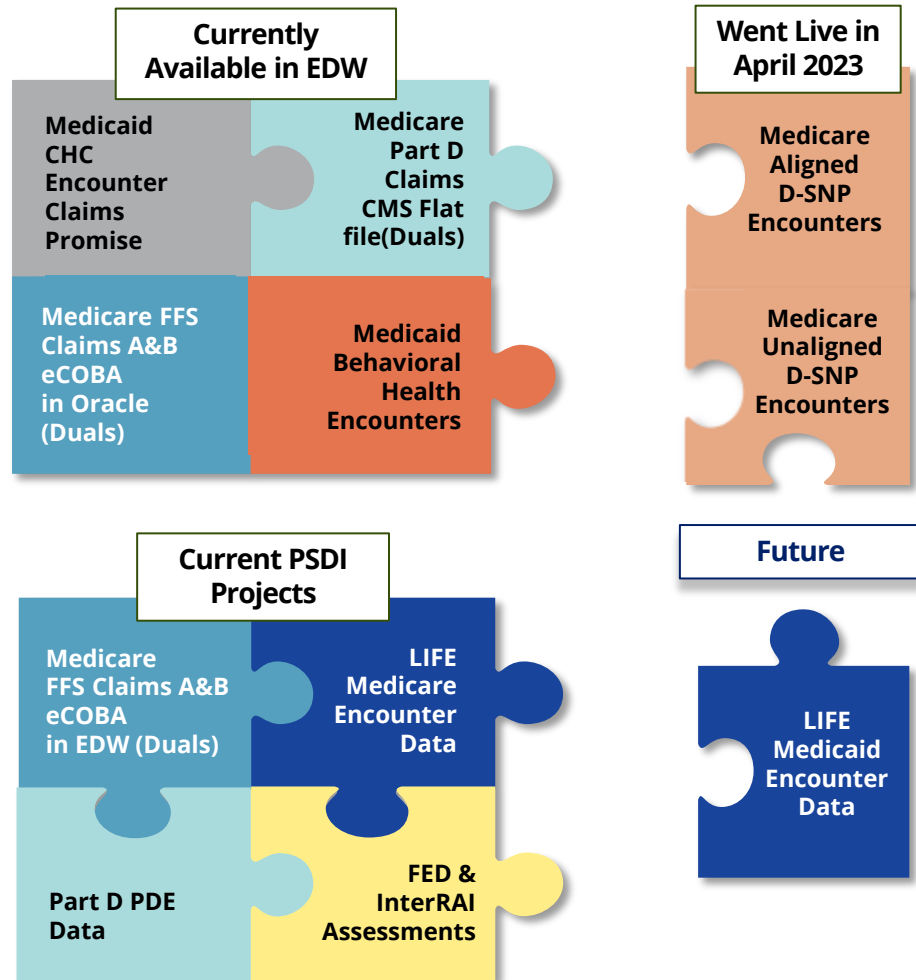 Currently
Available in EDW
Medicaid
CHC
Encounter
Claims
Promise
Medicare
Part D
Claims
CMS Flat
file(Duals)
Medicare FFS
Claims A&B
eCOBA
in Oracle
(Duals)
Medicaid
Behavioral
Health
Encounters
Went Live in
April 2023
Medicare
Aligned
D-SNP
Encounters
Medicare
Unaligned
D-SNP
Encounters
Current PSDI
Projects
Medicare
FFS Claims A&B
eCOBA
in EDW (Duals)
LIFE
Medicare
Encounter
Data
Part D PDE
Data
FED &
InterRAI
Assessments
Future
LIFE
Medicaid
Encounter
Data